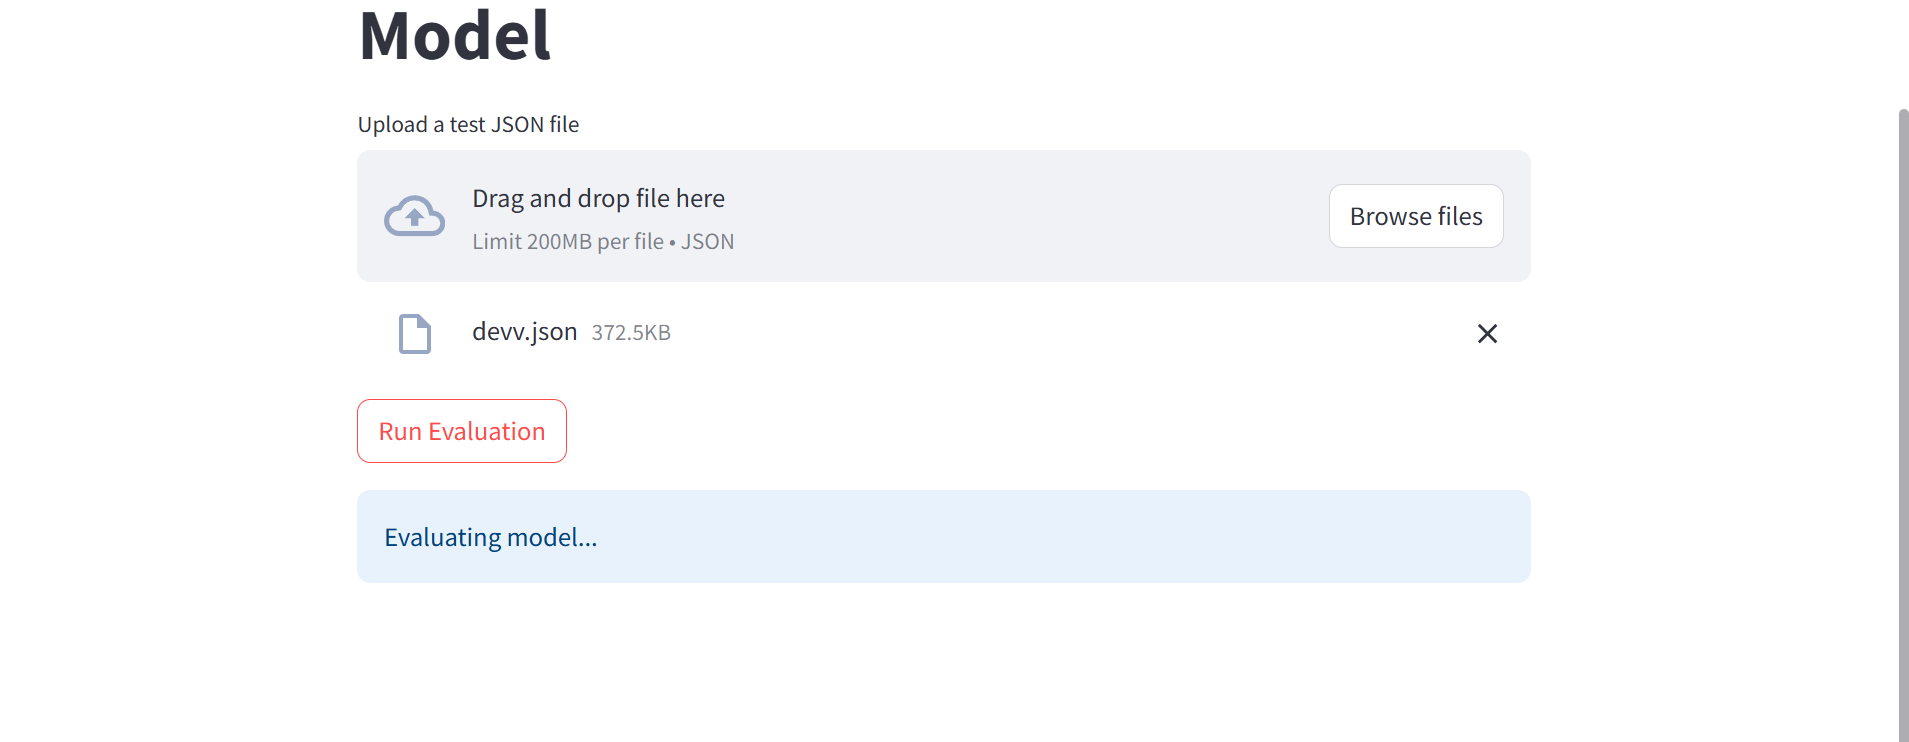 Model
Upload a test JSON file
Drag and drop file here
Limit 200MB per file • JSON
Browse files
devv.json 372.5KB
Run Evaluation
Evaluating model...